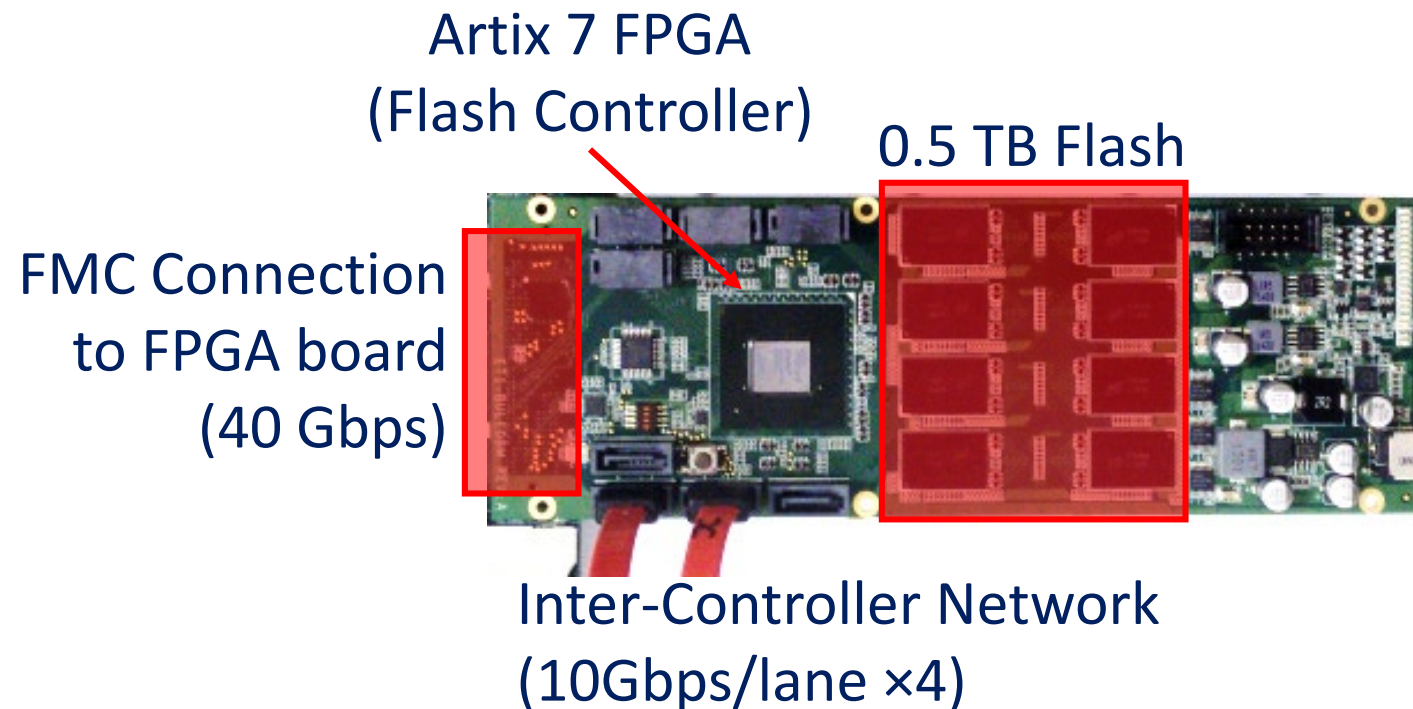 Artix 7 FPGA
(Flash Controller)
0.5 TB Flash
FMC Connection
to FPGA board
(40 Gbps)
Inter-Controller Network
(10Gbps/lane ×4)